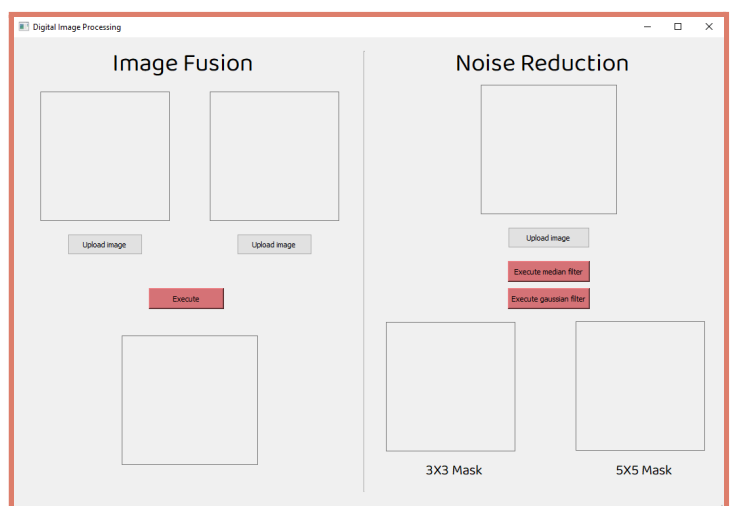 Digital Image Processing
Image Fusion
Upload image
Upload image
Execute
Noise Reduction
Upload image
Execute median filter
Execute gaussian filter
3X3 Mask
5X5 Mask